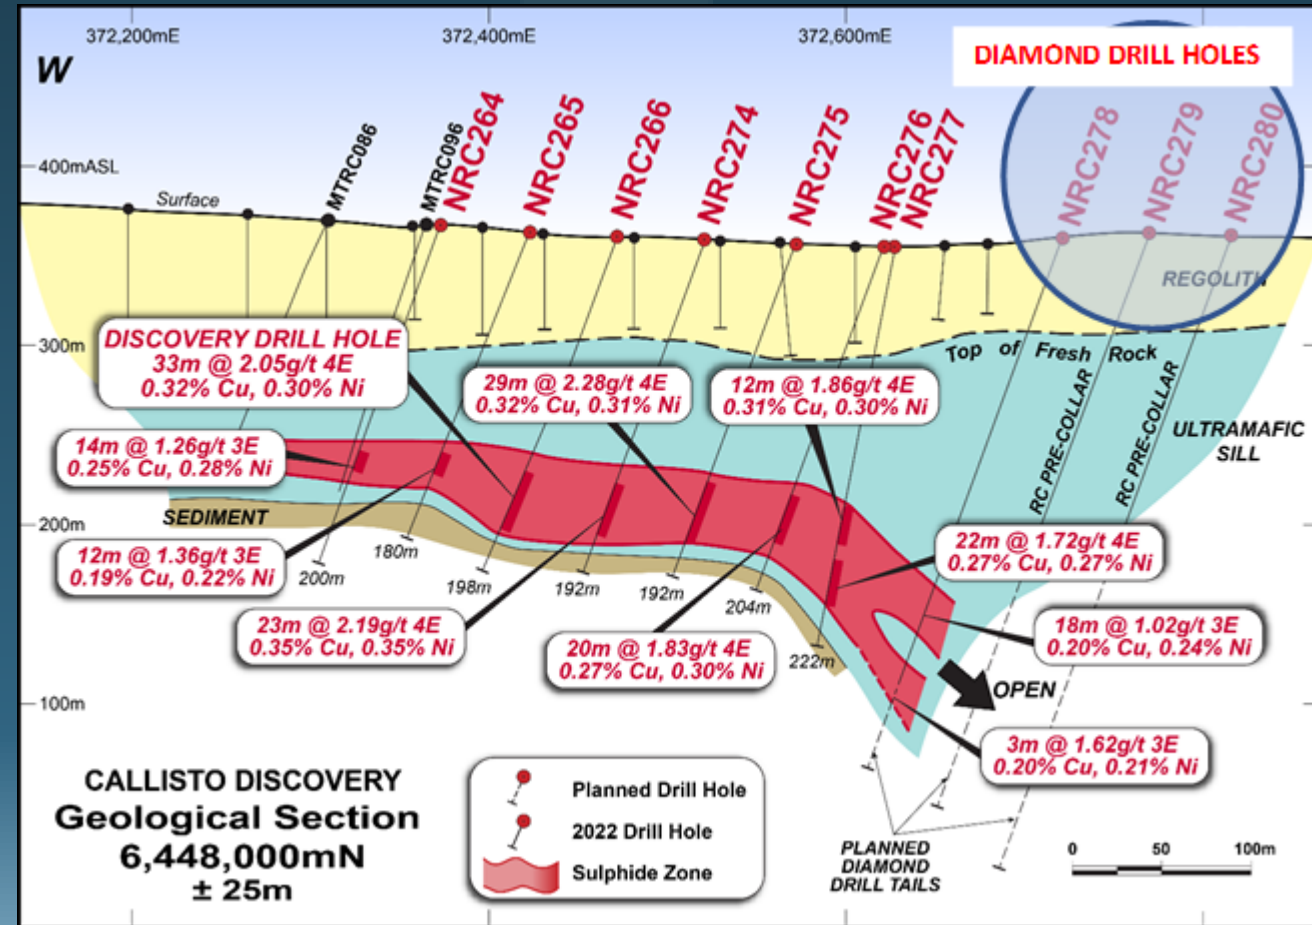 372,200mE
372,400mE
372,600mE
DIAMOND DRILL HOLES
W
MTRC086
MTRC096
NRC264
NRC265
NRC266
NRC274
NRC275
NRC276
NRC277
NRC278
NRC279
NRC280
400mASL
Surface
REGOLITH
300m
DISCOVERY DRILL HOLE
33m @ 2.05g/t 4E
0.32% Cu, 0.30% Ni
29m @ 2.28g/t 4E
0.32% Cu, 0.31% Ni
12m @ 1.86g/t 4E
0.31% Cu, 0.30% Ni
Top of Fresh Rock
RC PRE-COLLAR
RC PRE-COLLAR
ULTRAMAFIC
SILL
14m @ 1.26g/t 3E
0.25% Cu, 0.28% Ni
SEDIMENT
200m
12m @ 1.36g/t 3E
0.19% Cu, 0.22% Ni
200m
180m
198m
192m
192m
204m
222m
22m @ 1.72g/t 4E
0.27% Cu, 0.27% Ni
23m @ 2.19g/t 4E
0.35% Cu, 0.35% Ni
20m @ 1.83g/t 4E
0.27% Cu, 0.30% Ni
18m @ 1.02g/t 3E
0.20% Cu, 0.24% Ni
OPEN
100m
3m @ 1.62g/t 3E
0.20% Cu, 0.21% Ni
CALLISTO DISCOVERY
Geological Section
6,448,000mN
± 25m
Planned Drill Hole
2022 Drill Hole
Sulphide Zone
PLANNED
DIAMOND
DRILL TAILS
0 50 100m